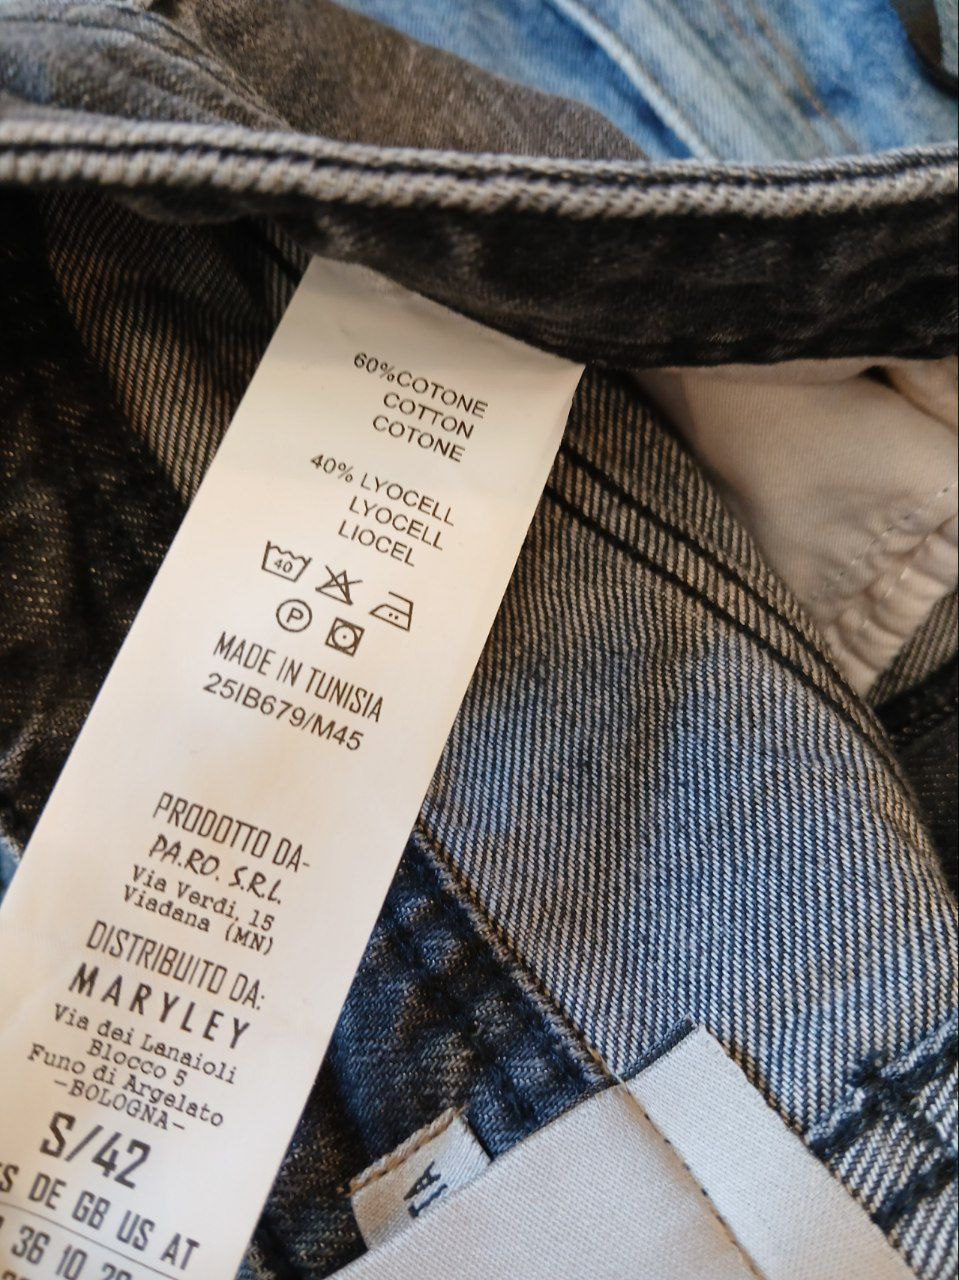 60%COTONE
COTTON
COTONE
40% LYOCELL
LYOCELL
LIOCEL
40
P
MADE IN TUNISIA
25IB679/M45
PRODOTTO DA-
PA.RO. S.R.L.
Via Verdi, 15
Viadana (MN)
DISTRIBUITO DA:
MARYLEY
Via dei Lanaioli
Blocco 5
Funo di Argelato
-BOLOGNA-
S/42
DE GB US AT
36 10